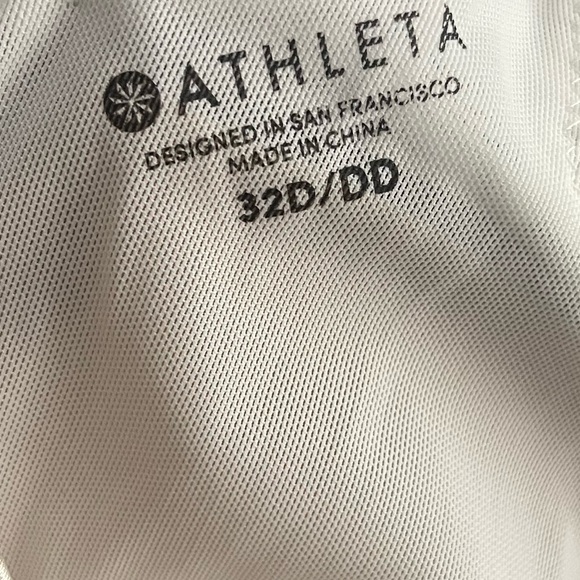 ATHLETA
DESIGNED IN SAN FRANCISCO
MADE IN CHINA
32D/DD